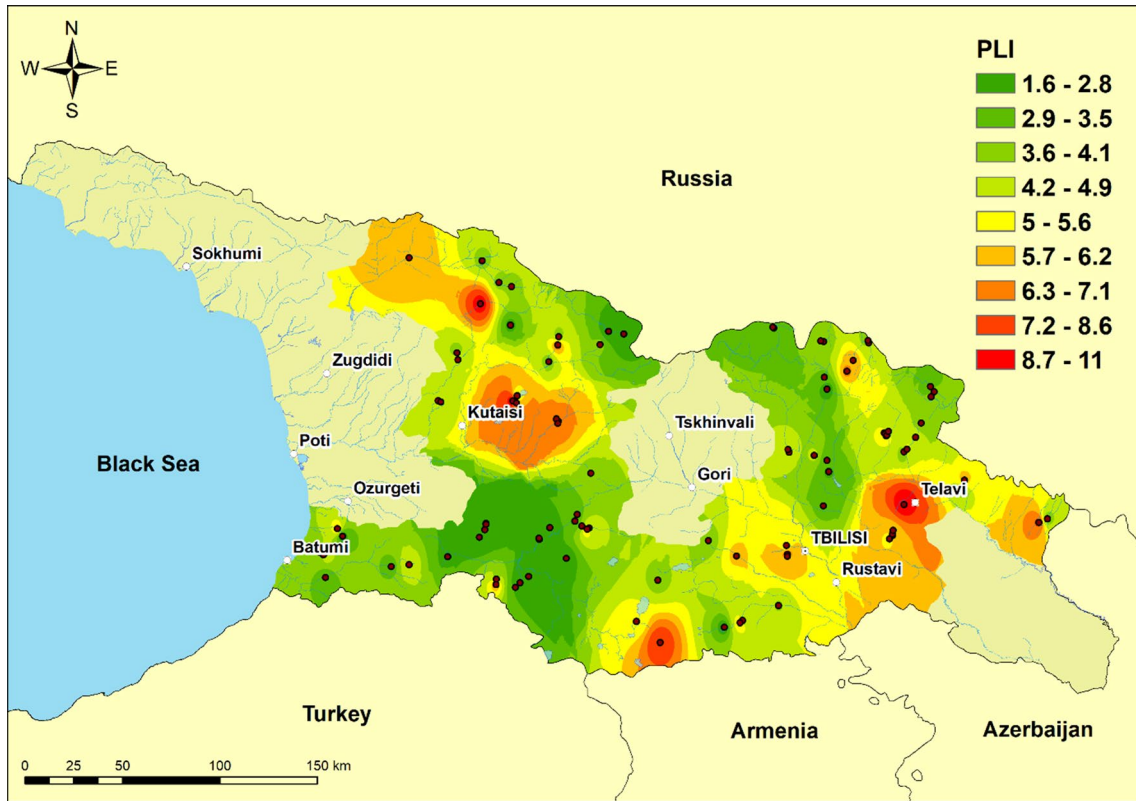 N
W E
S
PLI
1.6 - 2.8
2.9 - 3.5
3.6 - 4.1
4.2 - 4.9
5 - 5.6
5.7 - 6.2
6.3 - 7.1
7.2 - 8.6
8.7 - 11
Russia
Sokhumi
Zugdidi
Kutaisi
Tskhinvali
Poti
Black Sea
Gori
Telavi
Ozurgeti
TBILISI
Batumi
Rustavi
Turkey
Armenia
Azerbaijan
0 25 50 100 150 km